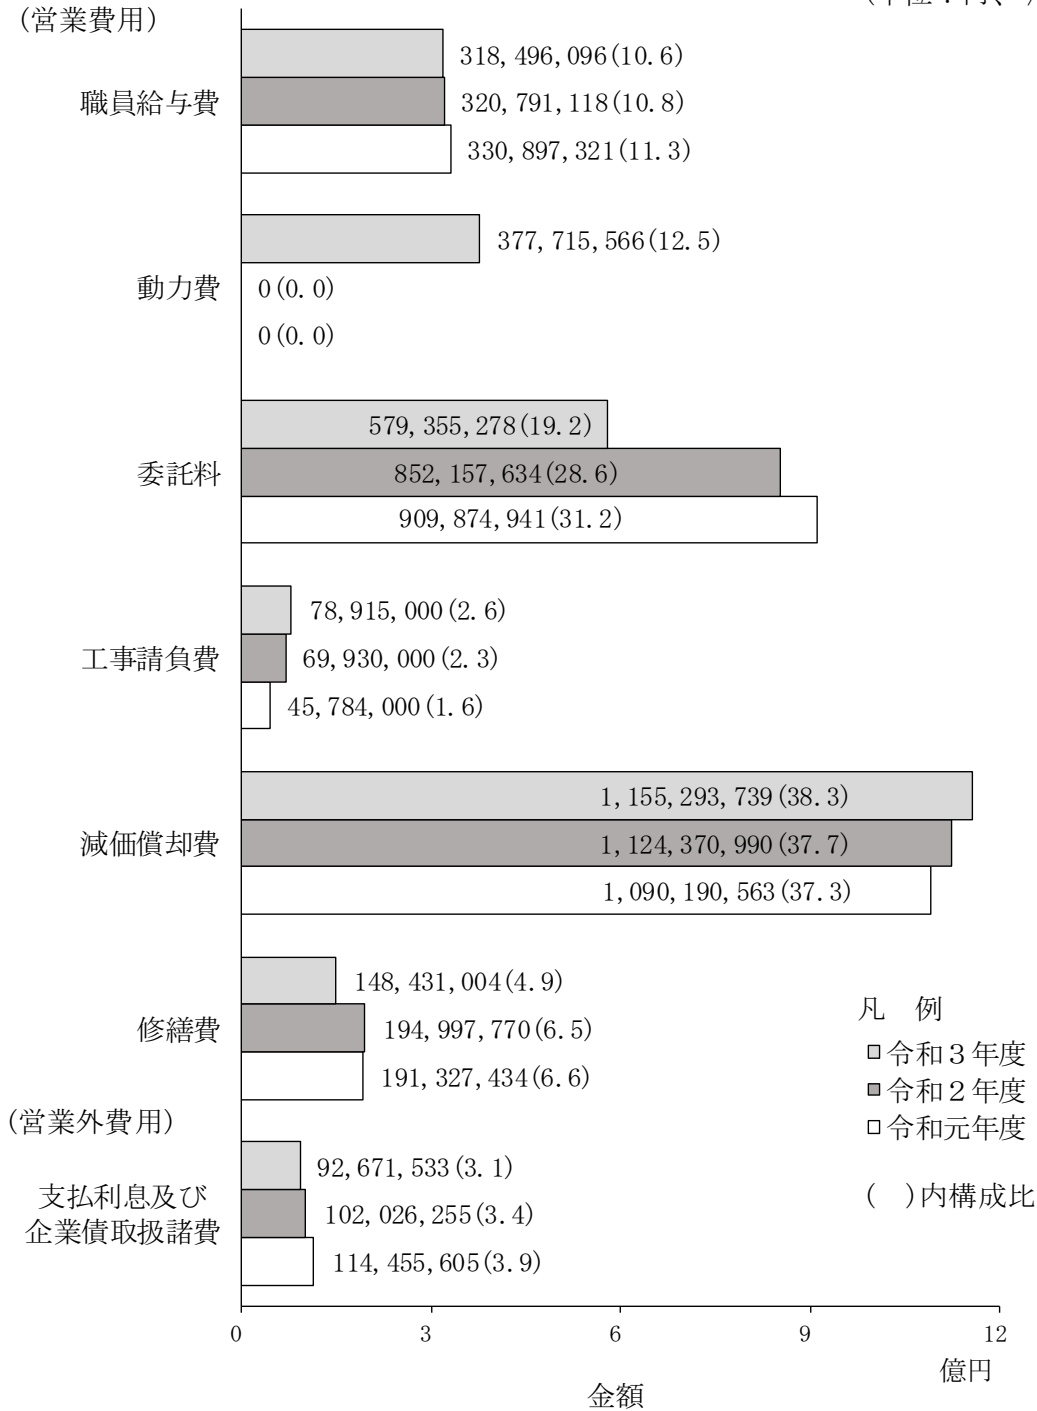 (営業費用)
職員給与費
318,496,096(10.6)
320,791,118(10.8)
330,897,321(11.3)
動力費
377,715,566(12.5)
0(0.0)
0(0.0)
委託料
579,355,278(19.2)
852,157,634(28.6)
909,874,941(31.2)
工事請負費
78,915,000(2.6)
69,930,000(2.3)
45,784,000(1.6)
減価償却費
1,155,293,739(38.3)
1,124,370,990(37.7)
1,090,190,563(37.3)
修繕費
148,431,004(4.9)
194,997,770(6.5)
191,327,434(6.6)
(営業外費用)
支払利息及び
企業債取扱諸費
92,671,533(3.1)
102,026,255(3.4)
114,455,605(3.9)
凡 例
令和3年度
令和2年度
令和元年度
( )内構成比
0 3 6 9 12
億円
金額